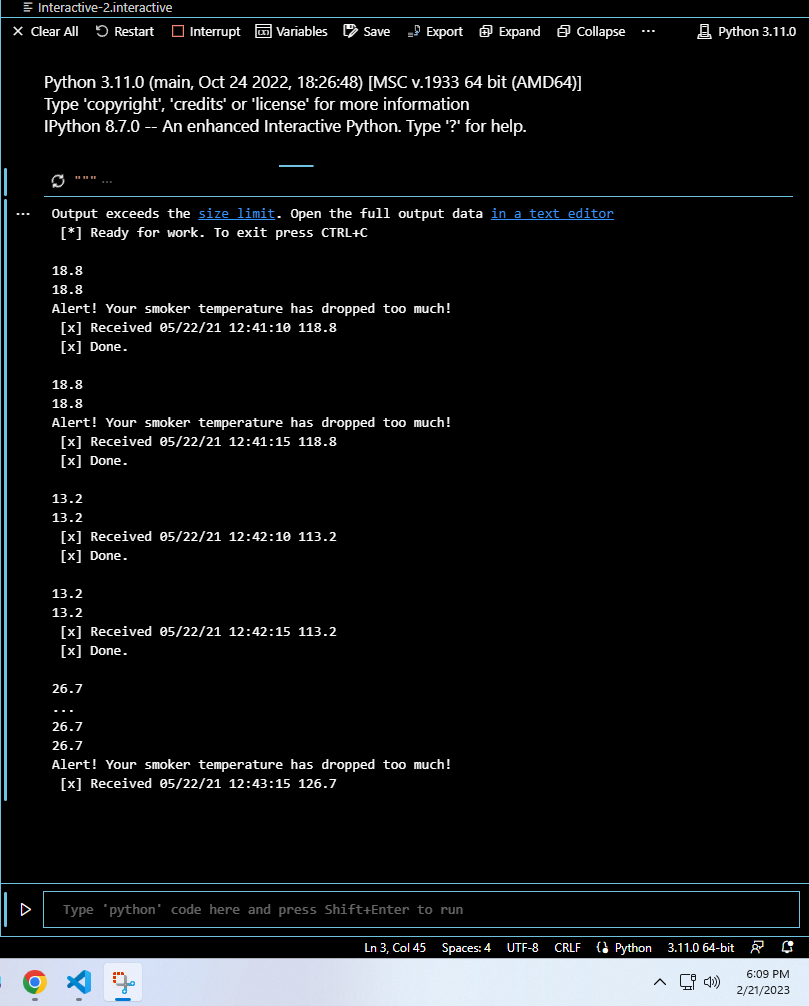 Interactive-2.interactive
Clear All Restart Interrupt Variables Save Export Expand Collapse ... Python 3.11.0
Python 3.11.0 (main, Oct 24 2022, 18:26:48) [MSC v.1933 64 bit (AMD64)]
Type 'copyright', 'credits' or 'license' for more information
IPython 8.7.0 -- An enhanced Interactive Python. Type '?' for help.
""" ...
Output exceeds the size limit. Open the full output data in a text editor
[*] Ready for work. To exit press CTRL+C
18.8
18.8
Alert! Your smoker temperature has dropped too much!
[x] Received 05/22/21 12:41:10 118.8
[x] Done.
18.8
18.8
Alert! Your smoker temperature has dropped too much!
[x] Received 05/22/21 12:41:15 118.8
[x] Done.
13.2
13.2
[x] Received 05/22/21 12:42:10 113.2
[x] Done.
13.2
13.2
[x] Received 05/22/21 12:42:15 113.2
[x] Done.
26.7
...
26.7
26.7
Alert! Your smoker temperature has dropped too much!
[x] Received 05/22/21 12:43:15 126.7
Type 'python' code here and press Shift+Enter to run
Ln 3, Col 45 Spaces: 4 UTF-8 CRLF Python 3.11.0 64-bit
6:09 PM
2/21/2023